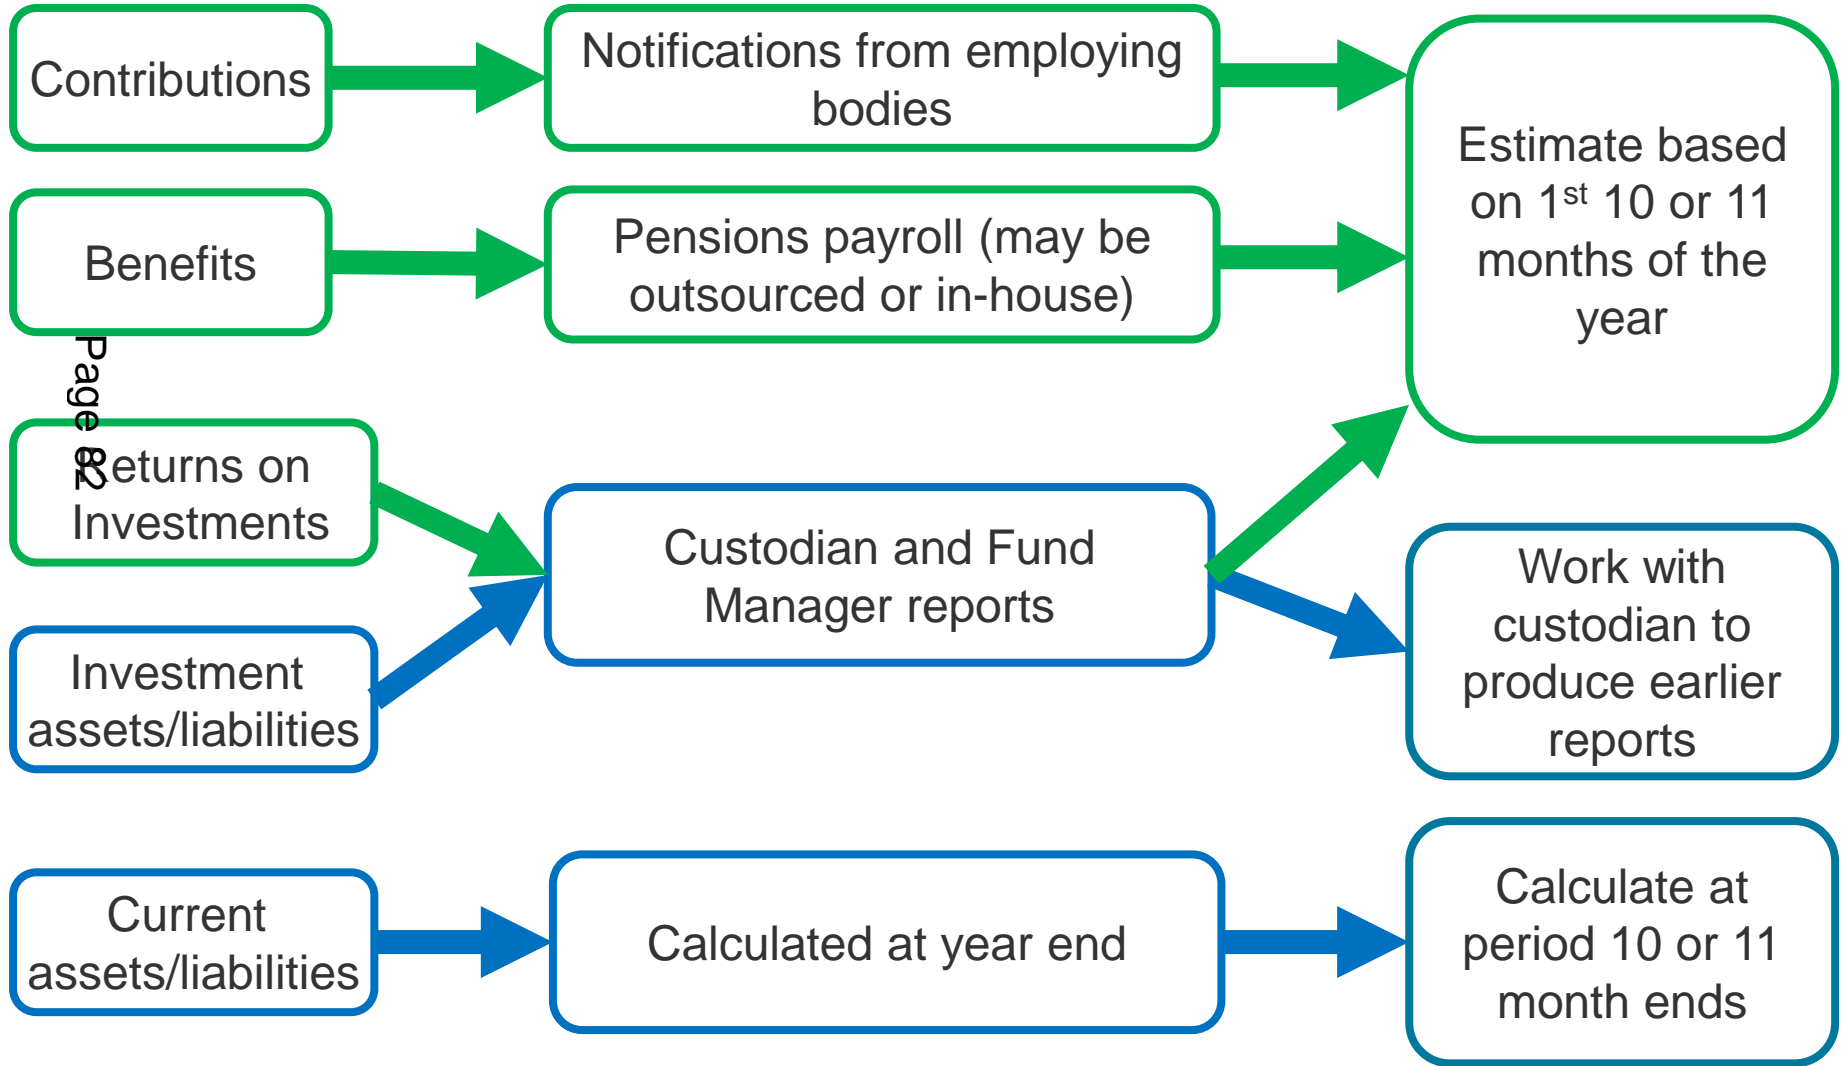 Contributions
Notifications from employing
bodies
Estimate based
on 1st 10 or 11
months of the
year
Benefits
Pensions payroll (may be
outsourced or in-house)
Page 82
Returns on
Investments
Custodian and Fund
Manager reports
Work with
custodian to
produce earlier
reports
Investment
assets/liabilities
Current
assets/liabilities
Calculated at year end
Calculate at
period 10 or 11
month ends